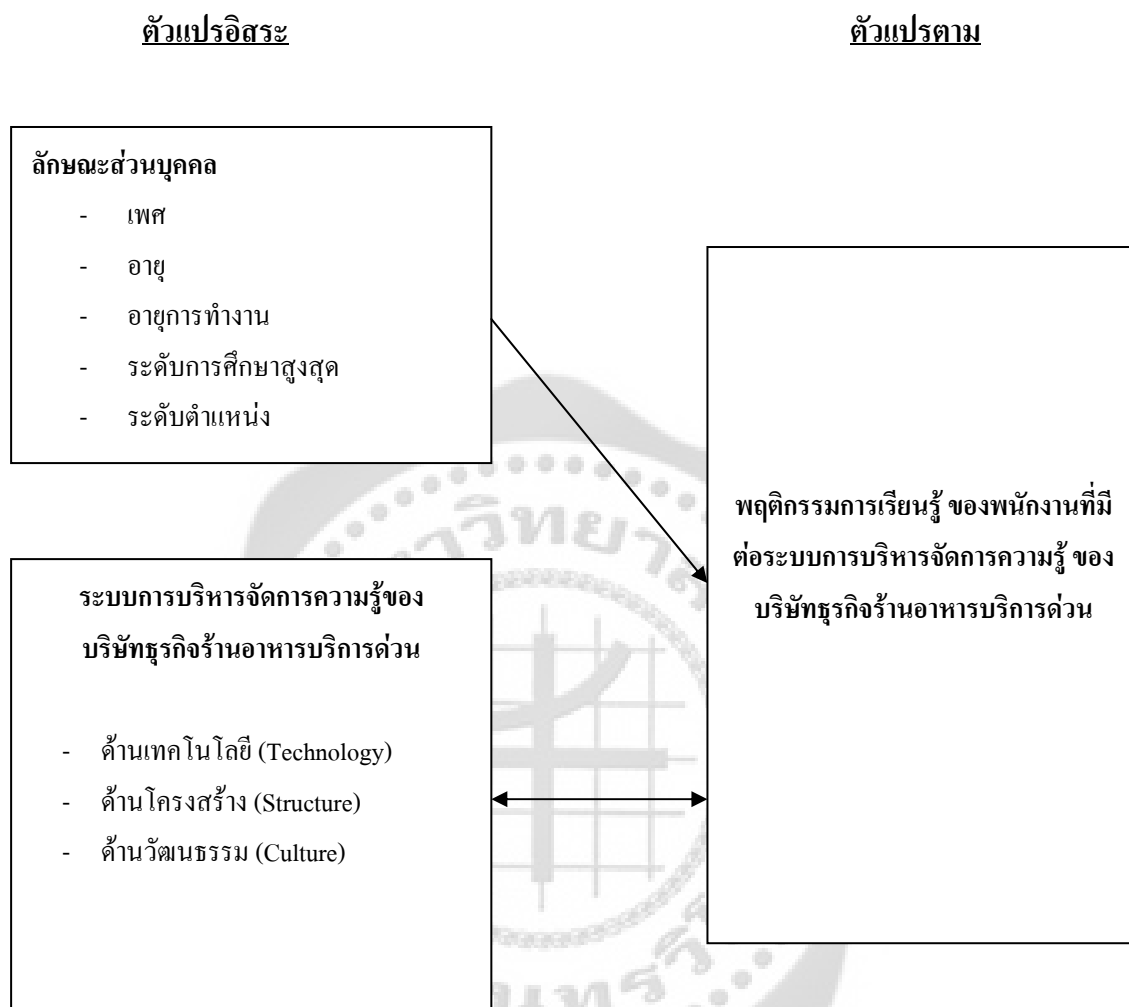 ตัวแปรอิสระ
ตัวแปรตาม
ลักษณะส่วนบุคคล
- เพศ
- อายุ
- อายุการทำงาน
- ระดับการศึกษาสูงสุด
- ระดับตำแหน่ง
ระบบการบริหารจัดการความรู้ของ
บริษัทธุรกิจร้านอาหารบริการด่วน
- ด้านเทคโนโลยี (Technology)
- ด้านโครงสร้าง (Structure)
- ด้านวัฒนธรรม (Culture)
พฤติกรรมการเรียนรู้ ของพนักงานที่มี
ต่อระบบการบริหารจัดการความรู้ ของ
บริษัทธุรกิจร้านอาหารบริการด่วน